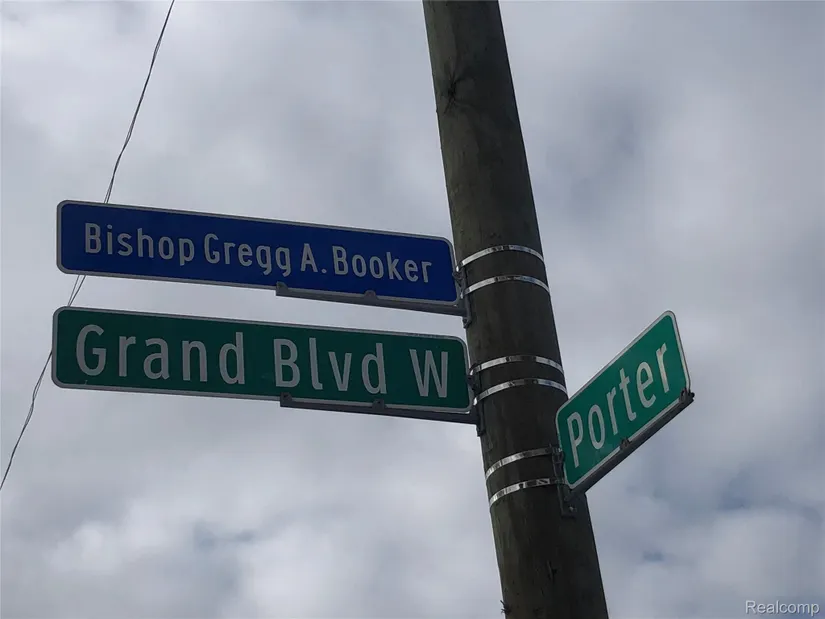 Bishop Gregg A. Booker
Grand Blvd W
Porter
Realcomp